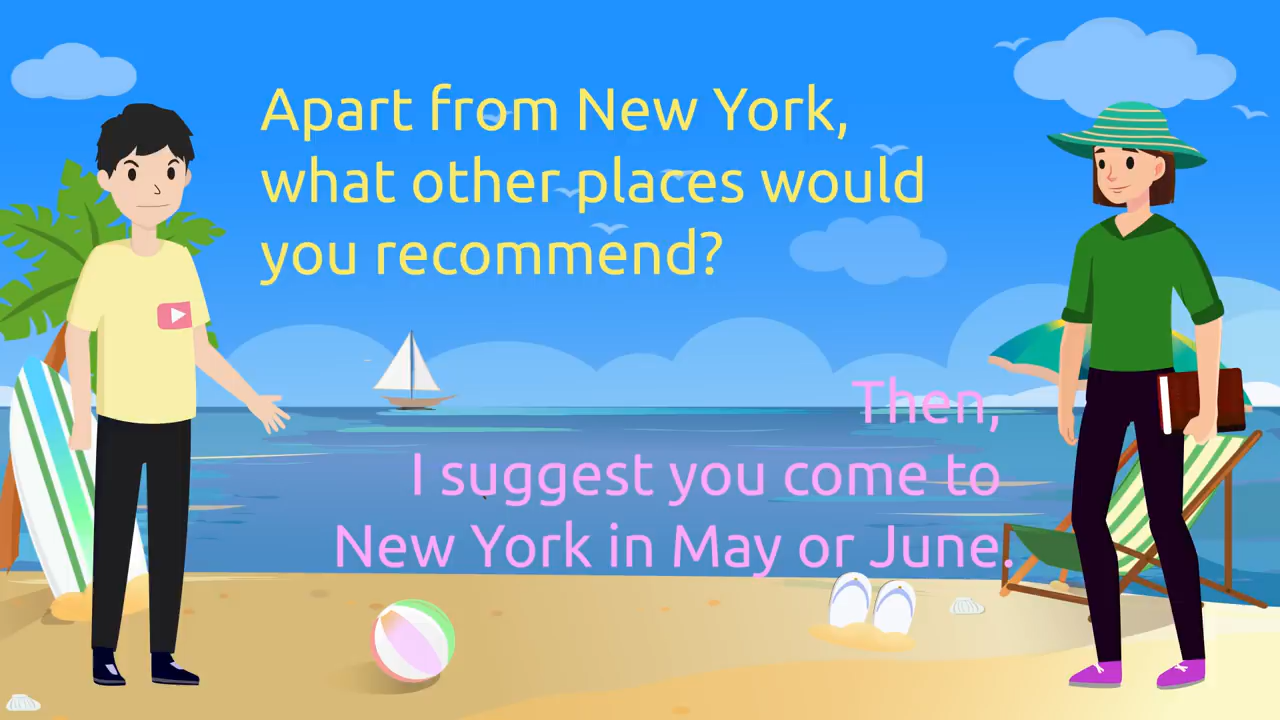 Apart from New York,
what other places would
you recommend?
Then,
I suggest you come to
New York in May or June.